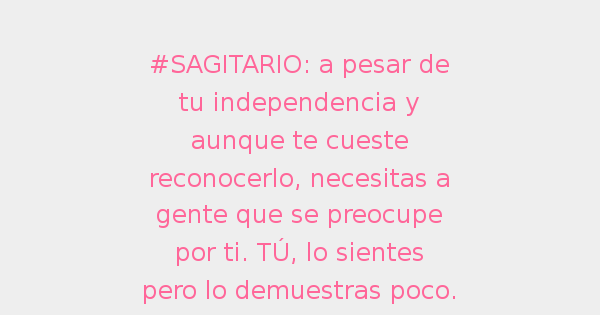 #SAGITARIO: a pesar de
tu independencia y
aunque te cueste
reconocerlo, necesitas a
gente que se preocupe
por ti. TÚ, lo sientes
pero lo demuestras poco.